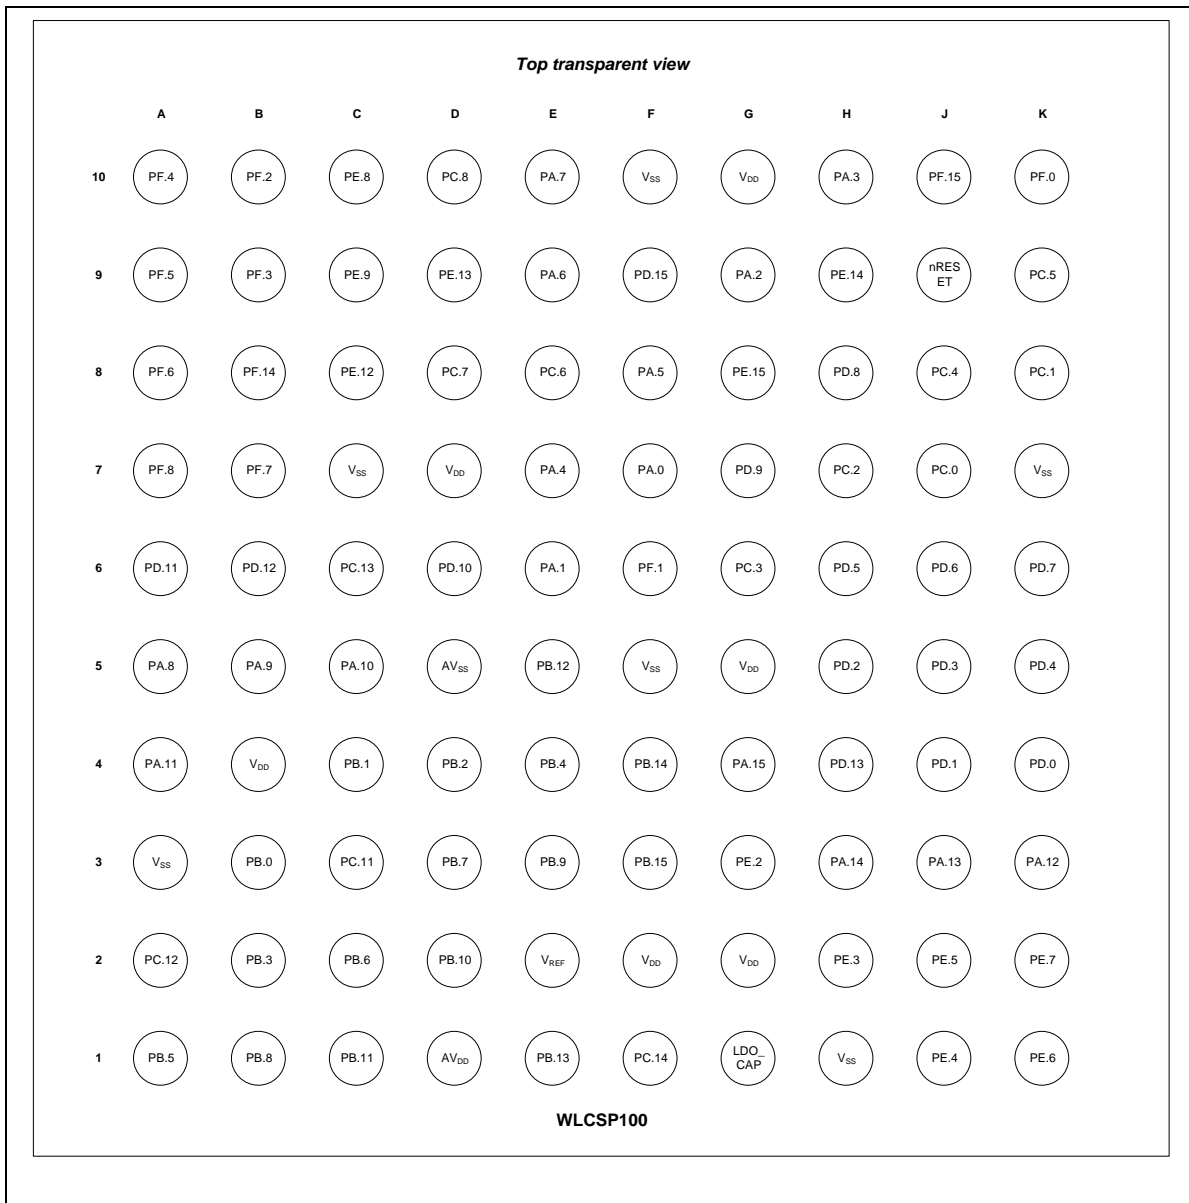 Top transparent view
A B C D E F G H J K
10 PF.4 PF.2 PE.8 PC.8 PA.7 VSS VDD PA.3 PF.15 PF.0
9 PF.5 PF.3 PE.9 PE.13 PA.6 PD.15 PA.2 PE.14 nRES ET PC.5
8 PF.6 PF.14 PE.12 PC.7 PC.6 PA.5 PE.15 PD.8 PC.4 PC.1
7 PF.8 PF.7 VSS VDD PA.4 PA.0 PD.9 PC.2 PC.0 VSS
6 PD.11 PD.12 PC.13 PD.10 PA.1 PF.1 PC.3 PD.5 PD.6 PD.7
5 PA.8 PA.9 PA.10 AVSS PB.12 VSS VDD PD.2 PD.3 PD.4
4 PA.11 VDD PB.1 PB.2 PB.4 PB.14 PA.15 PD.13 PD.1 PD.0
3 VSS PB.0 PC.11 PB.7 PB.9 PB.15 PE.2 PA.14 PA.13 PA.12
2 PC.12 PB.3 PB.6 PB.10 VREF VDD VDD PE.3 PE.5 PE.7
1 PB.5 PB.8 PB.11 AVDD PB.13 PC.14 LDO_ CAP VSS PE.4 PE.6
WLCSP100